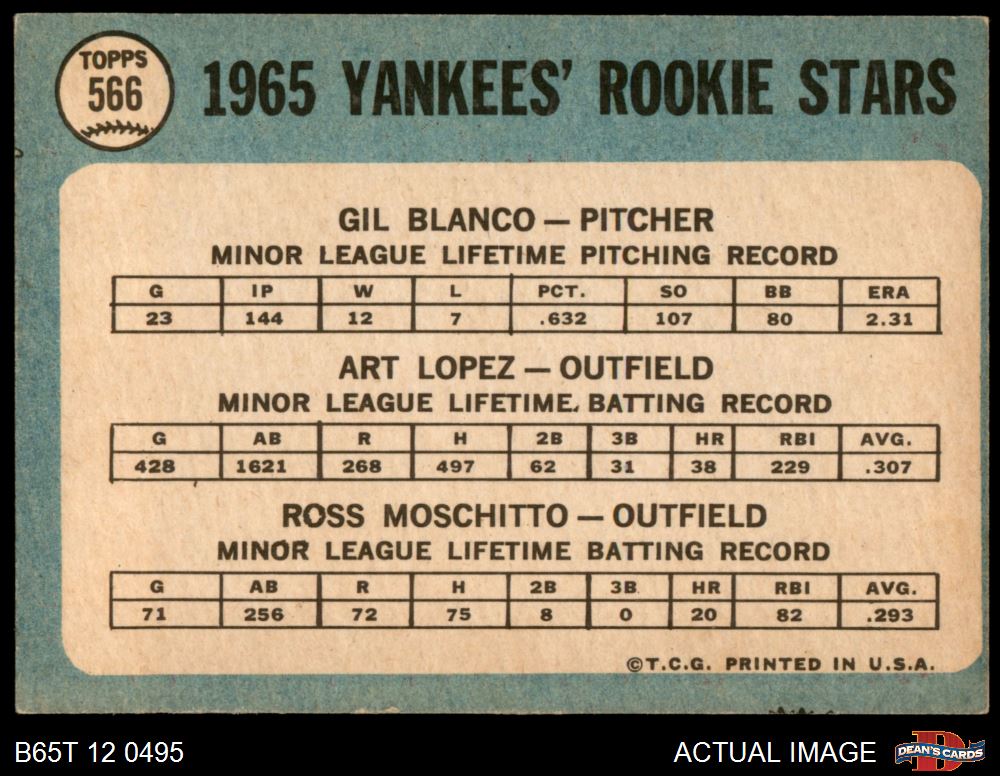 TOPPS
566
1965 YANKEES' ROOKIE STARS
GIL BLANCO — PITCHER
MINOR LEAGUE LIFETIME PITCHING RECORD
G IP W L PCT. SO BB ERA
23 144 12 7 .632 107 80 2.31
ART LOPEZ — OUTFIELD
MINOR LEAGUE LIFETIME BATTING RECORD
G AB R H 2B 3B HR RBI AVG.
428 1621 268 497 62 31 38 229 .307
ROSS MOSCHITTO — OUTFIELD
MINOR LEAGUE LIFETIME BATTING RECORD
G AB R H 2B 3B HR RBI AVG.
71 256 72 75 8 0 20 82 .293
©T.C.G. PRINTED IN U.S.A.
B65T 12 0495 ACTUAL IMAGE
D
DEAN'S CARDS